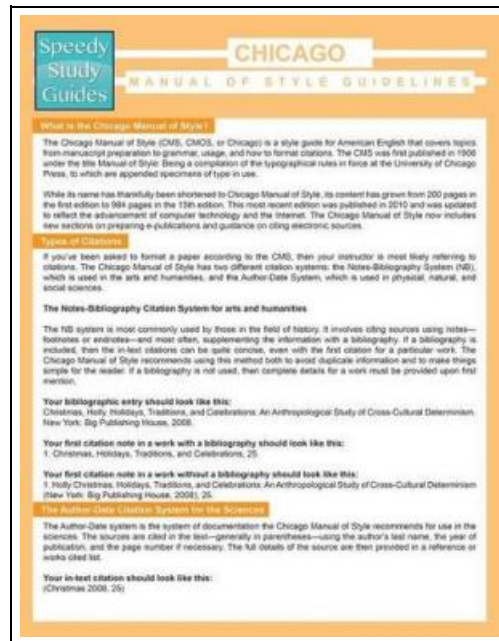 Speedy
Study
Guides
CHICAGO
MANUAL OF STYLE GUIDELINES
What is the Chicago Manual of Style?
The Chicago Manual of Style (CMS, CMOS, or Chicago) is a style guide for American English that covers topics
from manuscript preparation to grammar, usage, and how to format citations. The CMS was first published in 1906
under the title Manual of Style: Being a compilation of the typographical rules in force at the University of Chicago
Press, to which are appended specimens of type in use.
While its name has thankfully been shortened to Chicago Manual of Style, its content has grown from 200 pages in
the first edition to 984 pages in the 15th edition. This most recent edition was published in 2010 and was updated
to reflect the advancement of computer technology and the Internet. The Chicago Manual of Style now includes
new sections on preparing e-publications and guidance on citing electronic sources.
Types of Citations
If you've been asked to format a paper according to the CMS, then your instructor is most likely referring to
citations. The Chicago Manual of Style has two different citation systems: the Notes-Bibliography System (NB),
which is used in the arts and humanities, and the Author-Date System, which is used in physical, natural, and
social sciences.
The Notes-Bibliography Citation System for arts and humanities
The NB system is most commonly used by those in the field of history. It involves citing sources using notes—
footnotes or endnotes—and most often, supplementing the information with a bibliography. If a bibliography is
included, then the in-text citations can be quite concise, even with the first citation for a particular work. The
Chicago Manual of Style recommends using this method both to avoid duplicate information and to make things
simple for the reader. If a bibliography is not used, then complete details for a work must be provided upon first
mention.
Your bibliographic entry should look like this:
Christmas, Holly. Holidays, Traditions, and Celebrations: An Anthropological Study of Cross-Cultural Determinism.
New York: Big Publishing House, 2008.
Your first citation note in a work with a bibliography should look like this:
1. Christmas, Holidays, Traditions, and Celebrations, 25.
Your first citation note in a work without a bibliography should look like this:
1. Holly Christmas, Holidays, Traditions, and Celebrations: An Anthropological Study of Cross-Cultural Determinism
(New York: Big Publishing House, 2008), 25.
The Author-Date Citation System for the Sciences
The Author-Date system is the system of documentation the Chicago Manual of Style recommends for use in the
sciences. The sources are cited in the text—generally in parentheses—using the author's last name, the year of
publication, and the page number if necessary. The full details of the source are then provided in a reference or
works cited list.
Your in-text citation should look like this:
(Christmas 2008, 25)